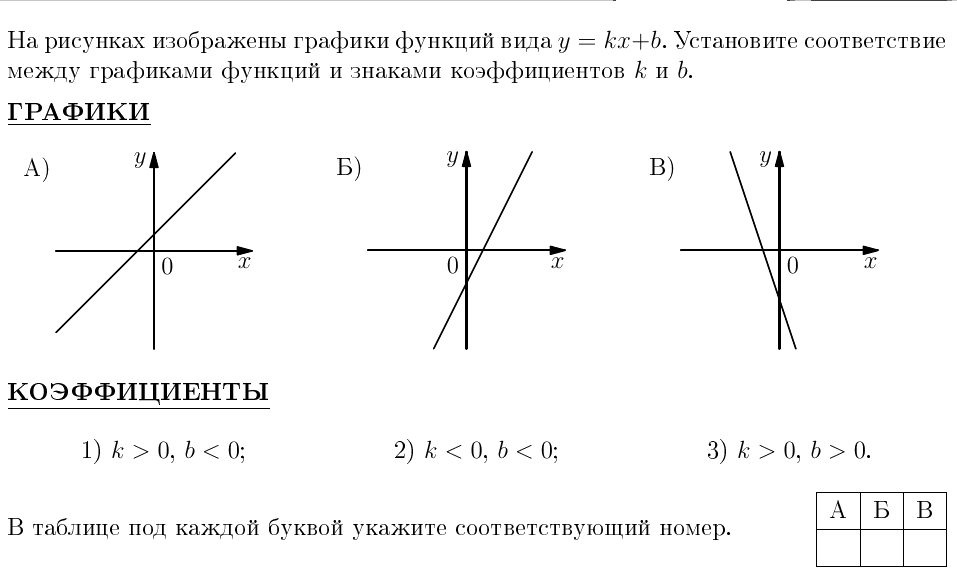 На рисунках изображены графики функций вида y = kx+b. Установите соответствие
между графиками функций и знаками коэффициентов k и b.
ГРАФИКИ
А) y 0 x Б) y 0 x В) y 0 x
КОЭФФИЦИЕНТЫ
1) k > 0, b < 0; 2) k < 0, b < 0; 3) k > 0, b > 0.
В таблице под каждой буквой укажите соответствующий номер.
А Б В